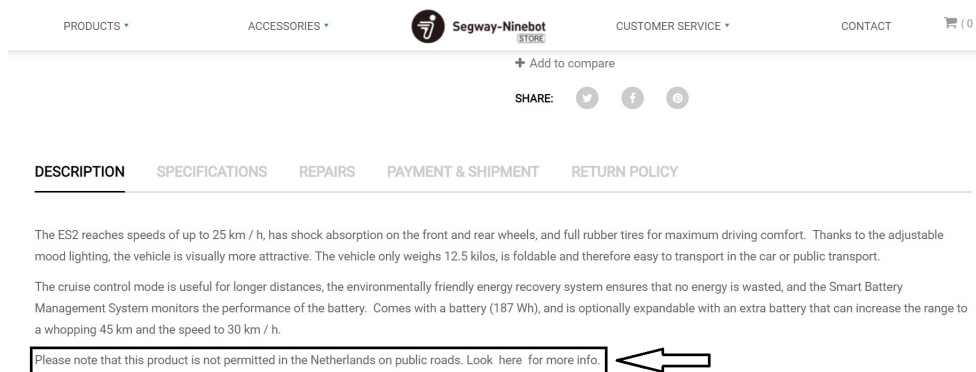 PRODUCTS
ACCESSORIES
Segway-Ninebot
STORE
CUSTOMER SERVICE
CONTACT
( 0
+ Add to compare
SHARE:
DESCRIPTION SPECIFICATIONS REPAIRS PAYMENT & SHIPMENT RETURN POLICY
The ES2 reaches speeds of up to 25 km / h, has shock absorption on the front and rear wheels, and full rubber tires for maximum driving comfort. Thanks to the adjustable
mood lighting, the vehicle is visually more attractive. The vehicle only weighs 12.5 kilos, is foldable and therefore easy to transport in the car or public transport.
The cruise control mode is useful for longer distances, the environmentally friendly energy recovery system ensures that no energy is wasted, and the Smart Battery
Management System monitors the performance of the battery. Comes with a battery (187 Wh), and is optionally expandable with an extra battery that can increase the range to
a whopping 45 km and the speed to 30 km / h.
Please note that this product is not permitted in the Netherlands on public roads. Look here for more info.